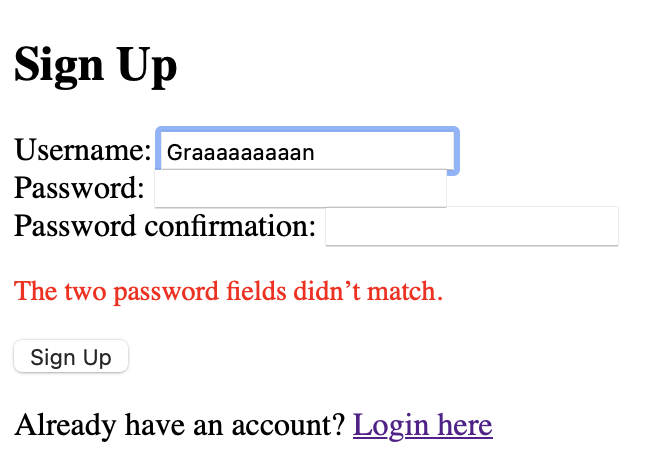 Sign Up
Username: Graaaaaaaaan
Password:
Password confirmation:
The two password fields didn’t match.
Sign Up
Already have an account? Login here